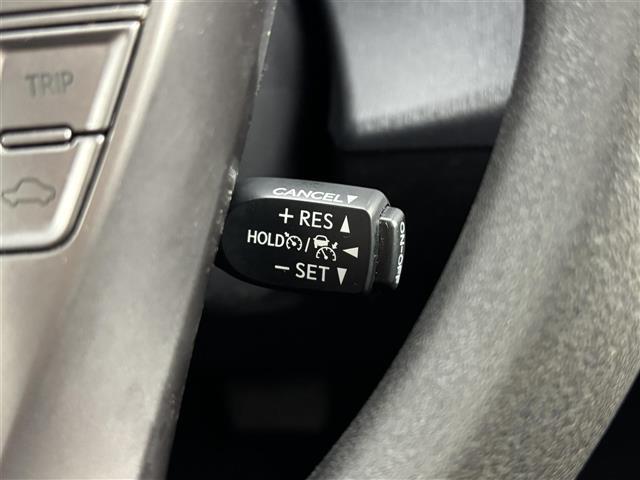 TRIP
CANCEL▼
+ RES ▲
HOLD / ◄
− SET ▼
ON-OFF